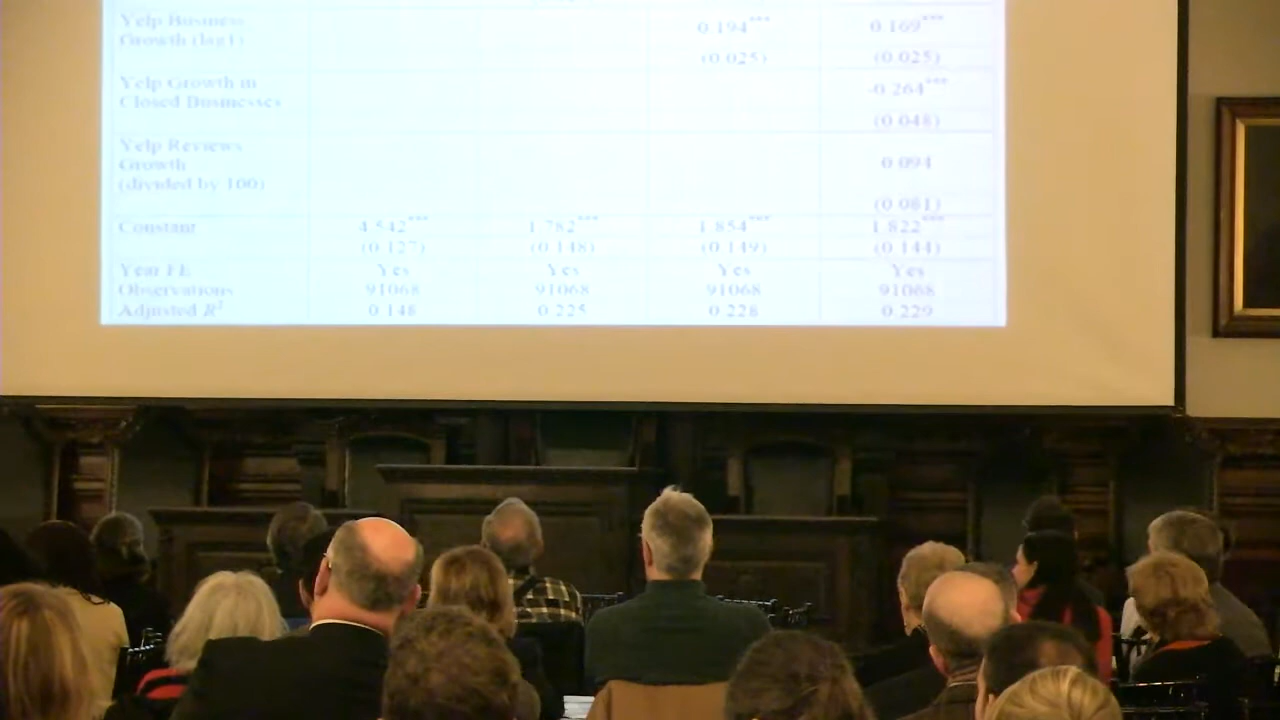 Yelp Business 0.194*** 0.169***
Growth (lag1)
(0.025) (0.025)
Yelp Growth in -0.264***
Closed Businesses
(0.048)
Yelp Reviews
Growth 0.094
(divided by 100)
(0.081)
Constant 4.542*** 1.782*** 1.854*** 1.822***
(0.127) (0.148) (0.149) (0.144)
Year FE Yes Yes Yes Yes
Observations 91068 91068 91068 91068
Adjusted R² 0.148 0.225 0.228 0.229